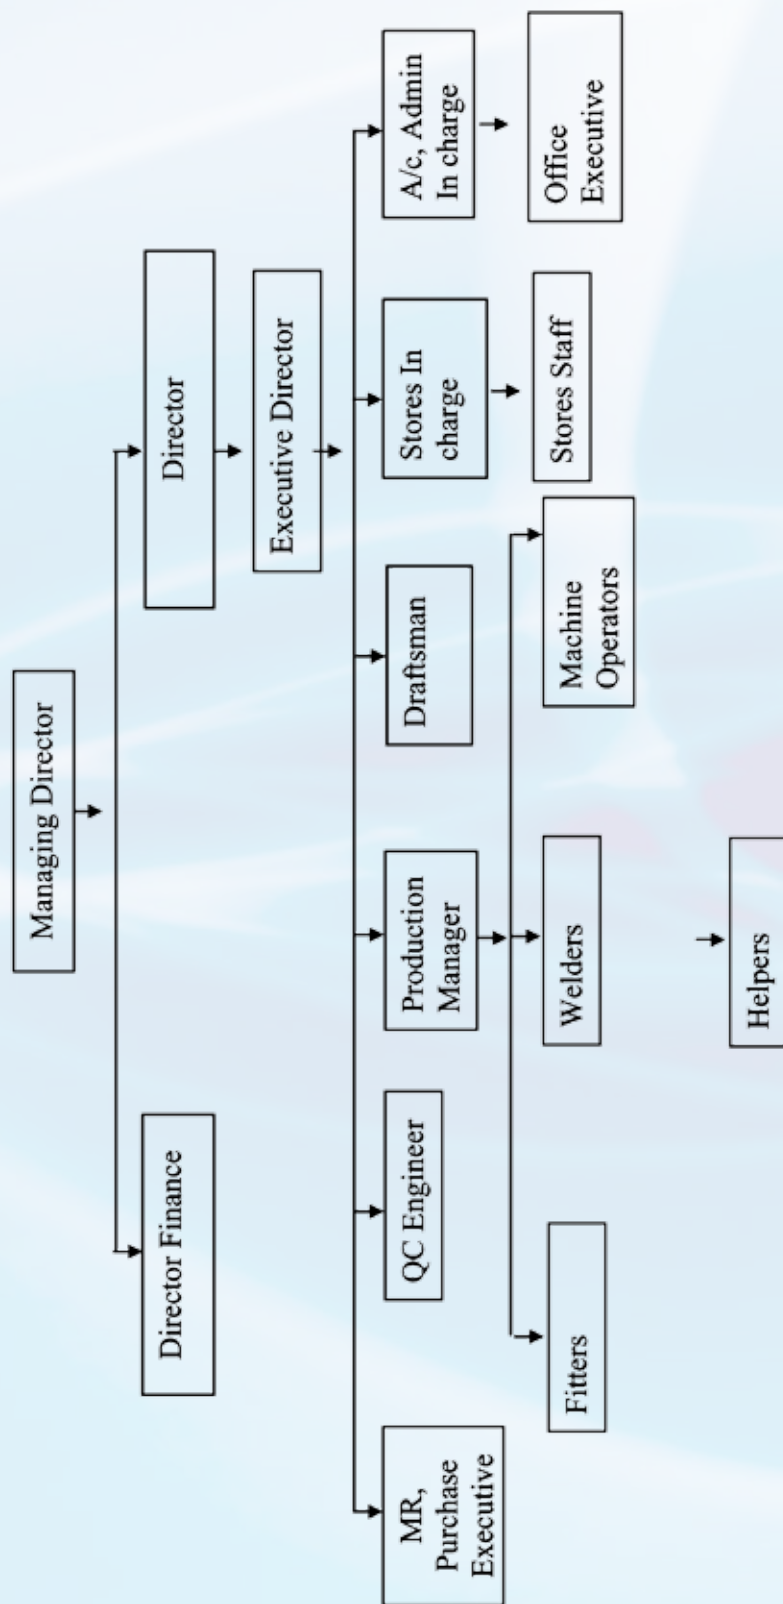 Managing Director
Director Finance
Director
Executive Director
MR,
Purchase
Executive
QC Engineer
Production
Manager
Draftsman
Stores In
charge
A/c, Admin
In charge
Fitters
Welders
Machine
Operators
Stores Staff
Office
Executive
Helpers